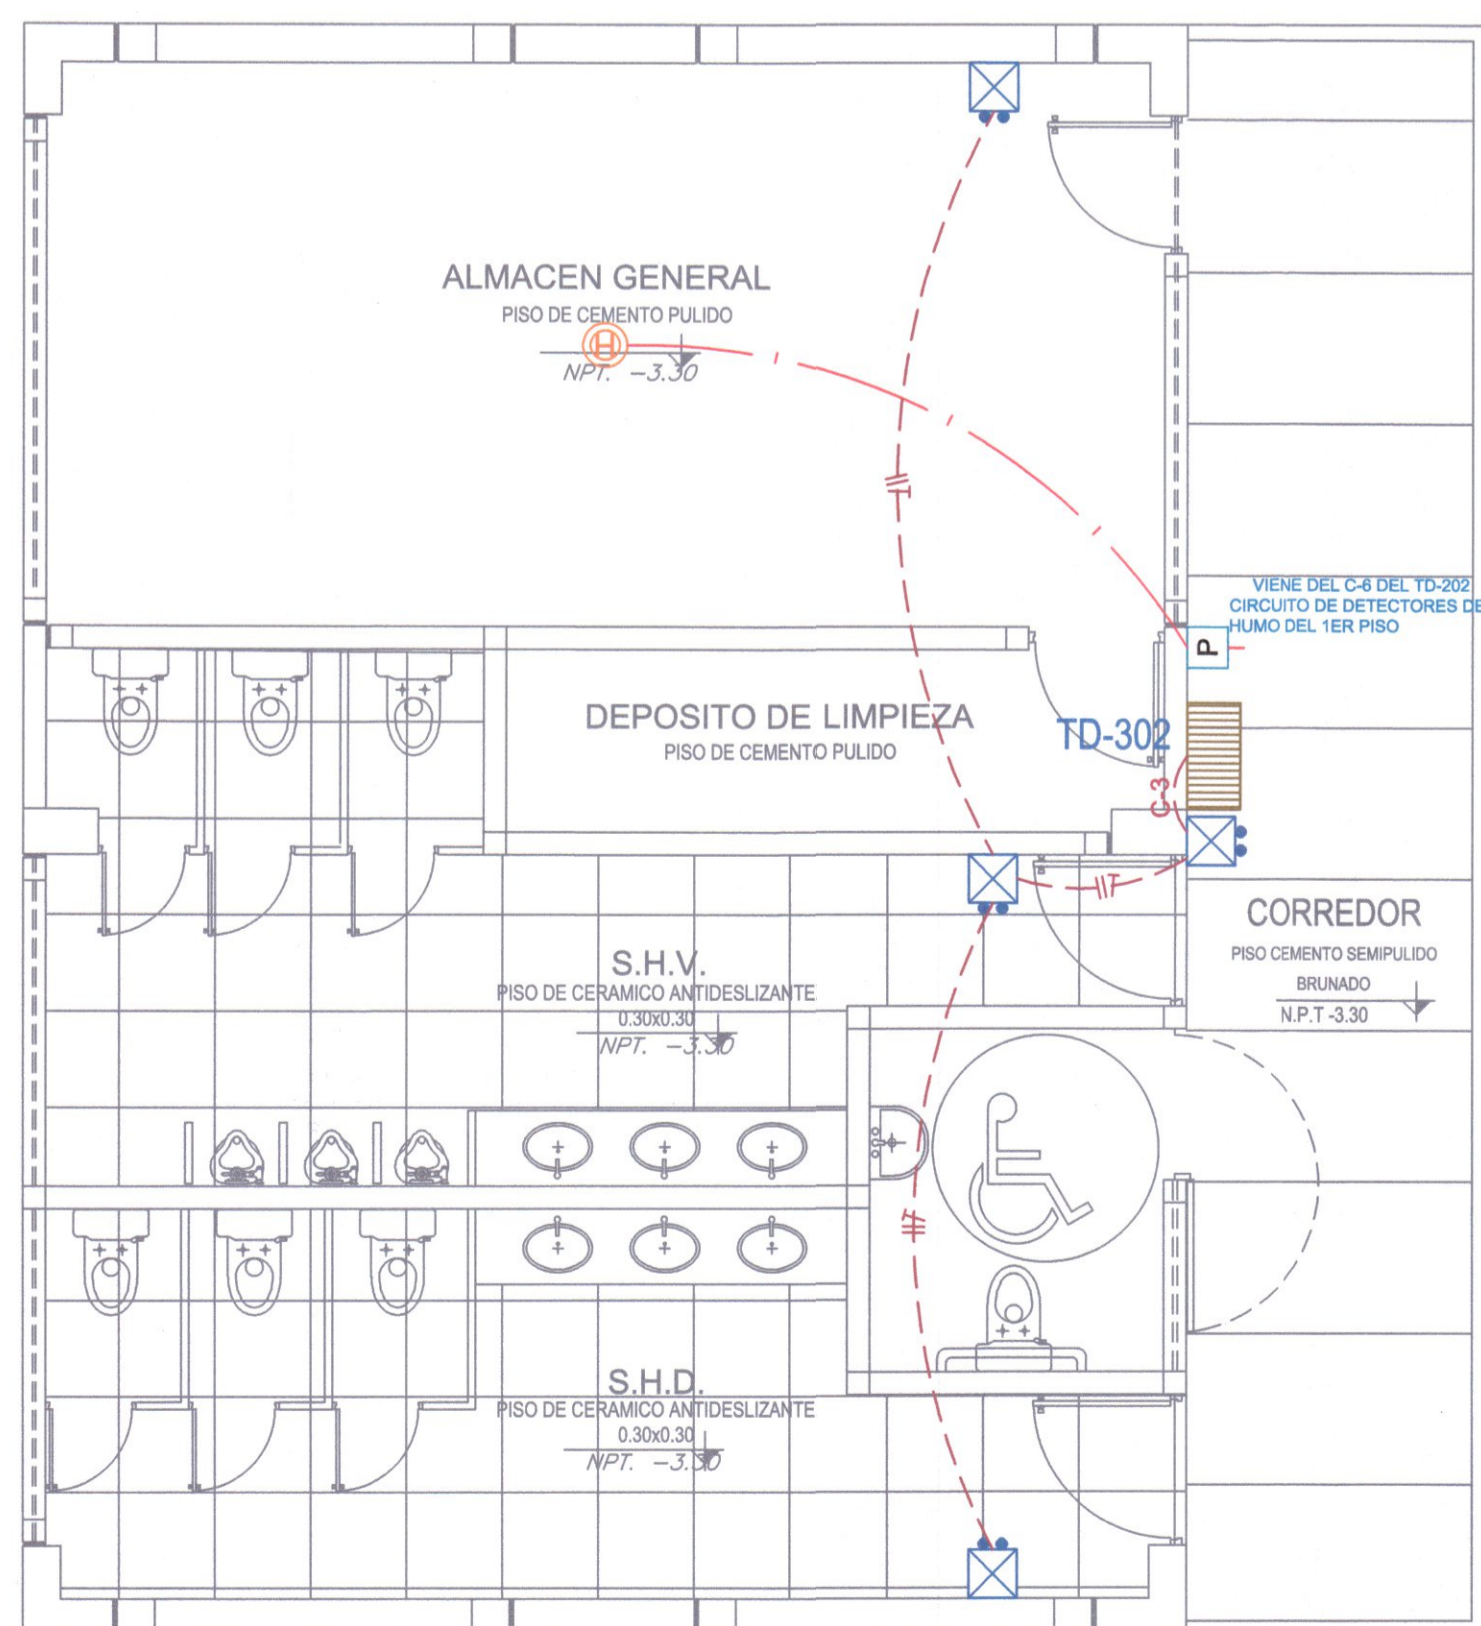 ALMACEN GENERAL
PISO DE CEMENTO PULIDO
H
NPT. -3.30
VIENE DEL C-6 DEL TD-202
CIRCUITO DE DETECTORES DE
HUMO DEL 1ER PISO
P
DEPOSITO DE LIMPIEZA
PISO DE CEMENTO PULIDO
TD-302
C-3
CORREDOR
PISO CEMENTO SEMIPULIDO
BRUNADO
N.P.T -3.30
S.H.V.
PISO DE CERAMICO ANTIDESLIZANTE
0.30x0.30
NPT. -3.30
S.H.D.
PISO DE CERAMICO ANTIDESLIZANTE
0.30x0.30
NPT. -3.30